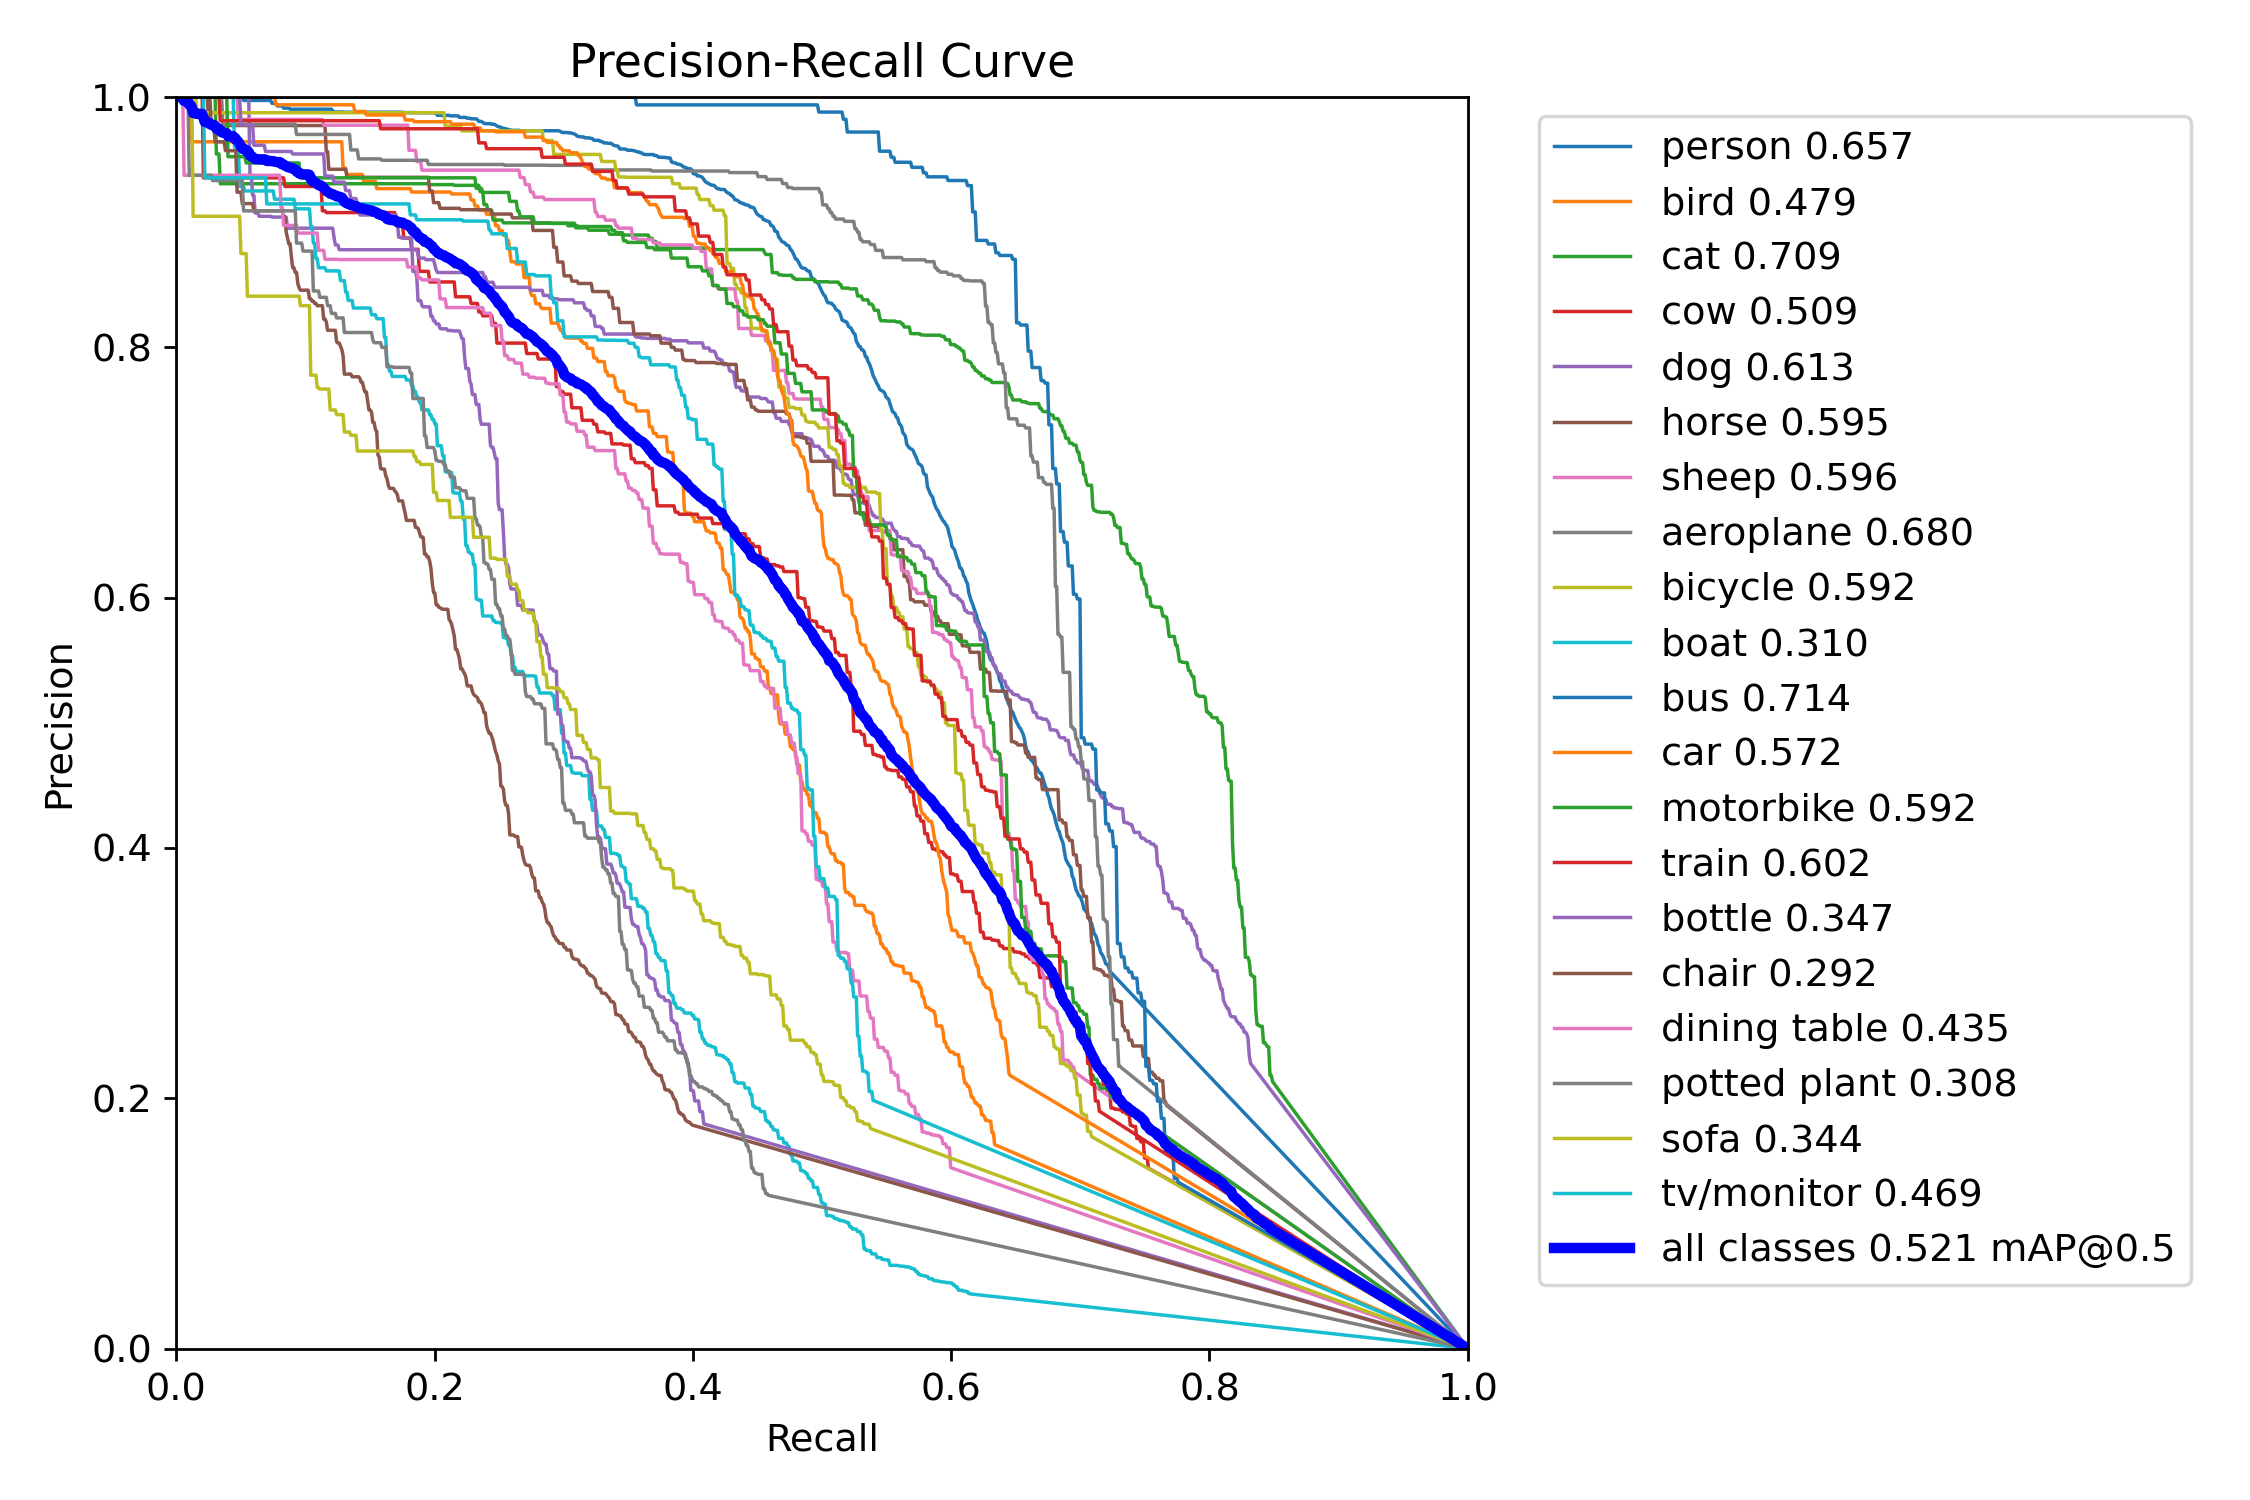 Precision-Recall Curve
1.0
0.8
0.6
0.4
0.2
0.0
Precision
0.0 0.2 0.4 0.6 0.8 1.0
Recall
person 0.657
bird 0.479
cat 0.709
cow 0.509
dog 0.613
horse 0.595
sheep 0.596
aeroplane 0.680
bicycle 0.592
boat 0.310
bus 0.714
car 0.572
motorbike 0.592
train 0.602
bottle 0.347
chair 0.292
dining table 0.435
potted plant 0.308
sofa 0.344
tv/monitor 0.469
all classes 0.521 mAP@0.5